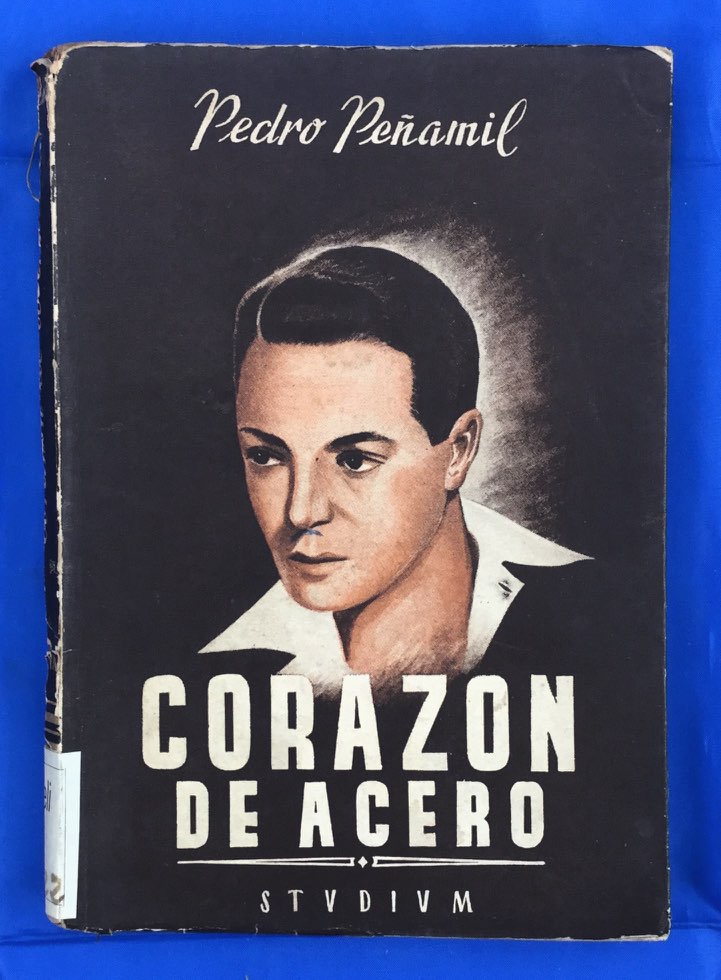 Pedro Peñamil
CORAZON
DE ACERO
STVDIVM